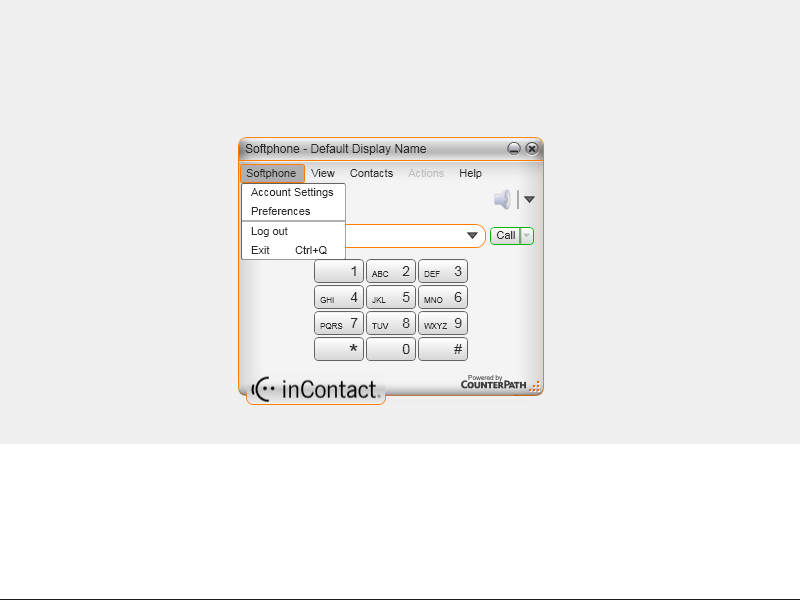 Softphone - Default Display Name
Softphone View Contacts Actions Help
Account Settings
Preferences
Log out
Exit Ctrl+Q
Call
1 ABC 2 DEF 3
GHI 4 JKL 5 MNO 6
PQRS 7 TUV 8 WXYZ 9
* 0 #
inContact
Powered by
COUNTERPATH